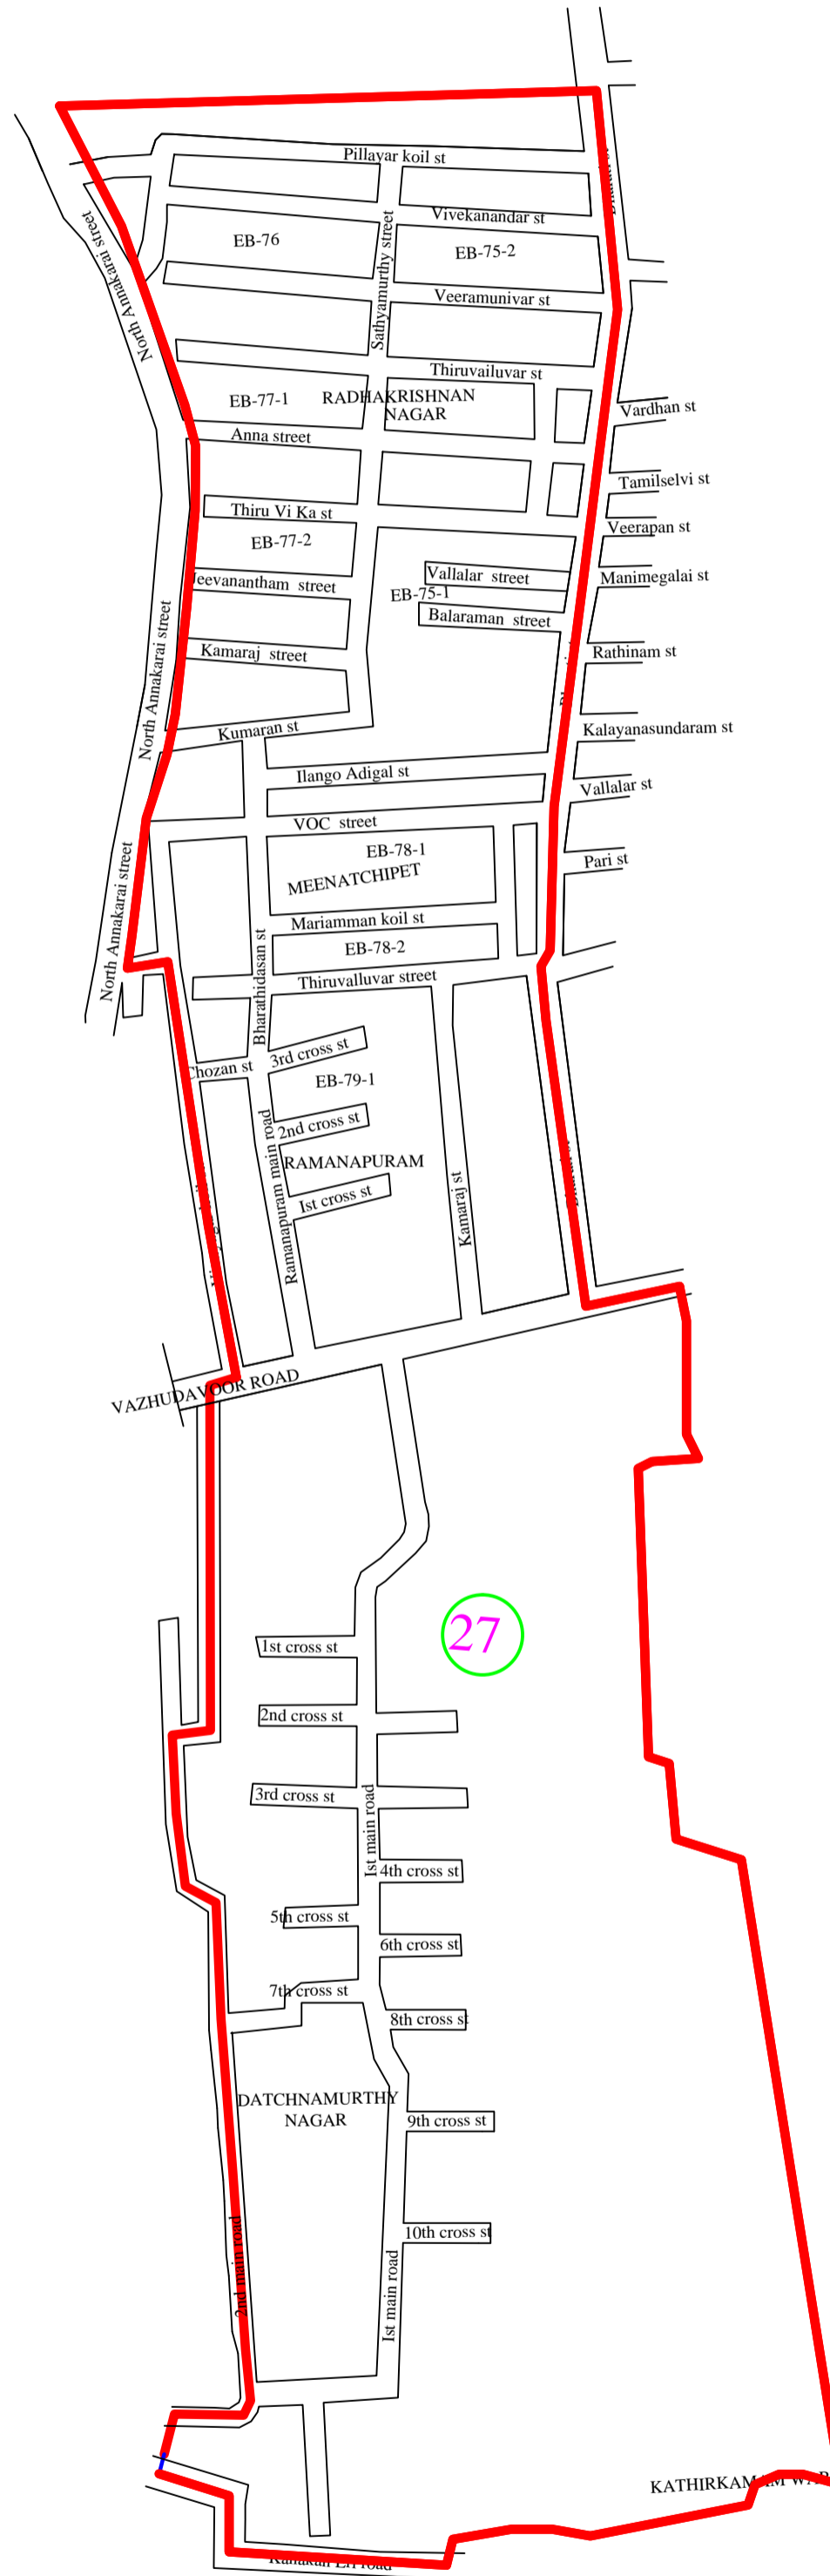 Pillayar koil st
Vivekanandar st
North Annakarai street
EB-76
Sathyamurthy street
EB-75-2
Veeramunivar st
Thiruvailuvar st
EB-77-1
RADHAKRISHNAN
NAGAR
Vardhan st
Anna street
Tamilselvi st
Thiru Vi Ka st
Veerapan st
EB-77-2
Vallalar street
Manimegalai st
Jeevanantham street
EB-75-1
Balaraman street
North Annakarai street
Kamaraj street
Rathinam st
Kumaran st
Kalayanasundaram st
Ilango Adigal st
Vallalar st
VOC street
EB-78-1
Pari st
MEENATCHIPET
North Annakarai street
Mariamman koil st
EB-78-2
Bharathidasan st
Thiruvalluvar street
3rd cross st
Chozan st
EB-79-1
2nd cross st
Ramanapuram main road
RAMANAPURAM
Ist cross st
Kamaraj st
VAZHUDAVOOR ROAD
27
1st cross st
2nd cross st
3rd cross st
Ist main road
4th cross st
5th cross st
6th cross st
7th cross st
8th cross st
DATCHNAMURTHY
NAGAR
9th cross st
10th cross st
2nd main road
Ist main road
KATHIRKAMAM
Kanakan Eri road